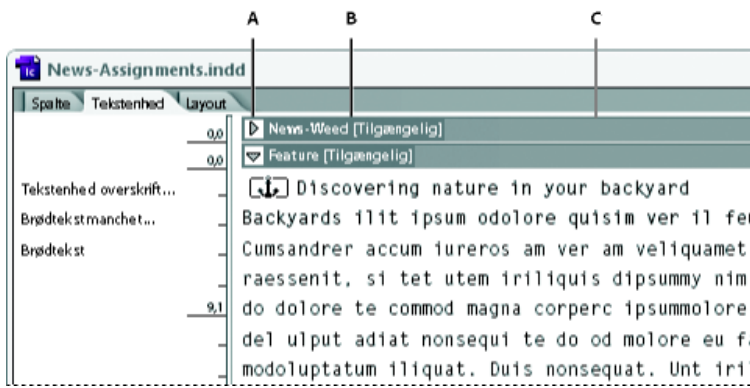 A B C
News-Assignments.indd
Spalte Tekstenhed Layout
0,0 News-Weed [Tilgængelig]
0,0 Feature [Tilgængelig]
Tekstenhed overskrift... Discovering nature in your backyard
Brødtekstmanchet... Backyards ilit ipsum odolore quisim ver il feu
Brødtekst Cumsandrer accum iureros am ver am veliquamet
raessenit, si tet utem iriliquis dipsummy nim
9,1 do dolore te commod magna corperc ipsummolore
del ulput adiat nonsequi te do od molore eu
modoluptatum iliquat. Duis nonsequat. Unt